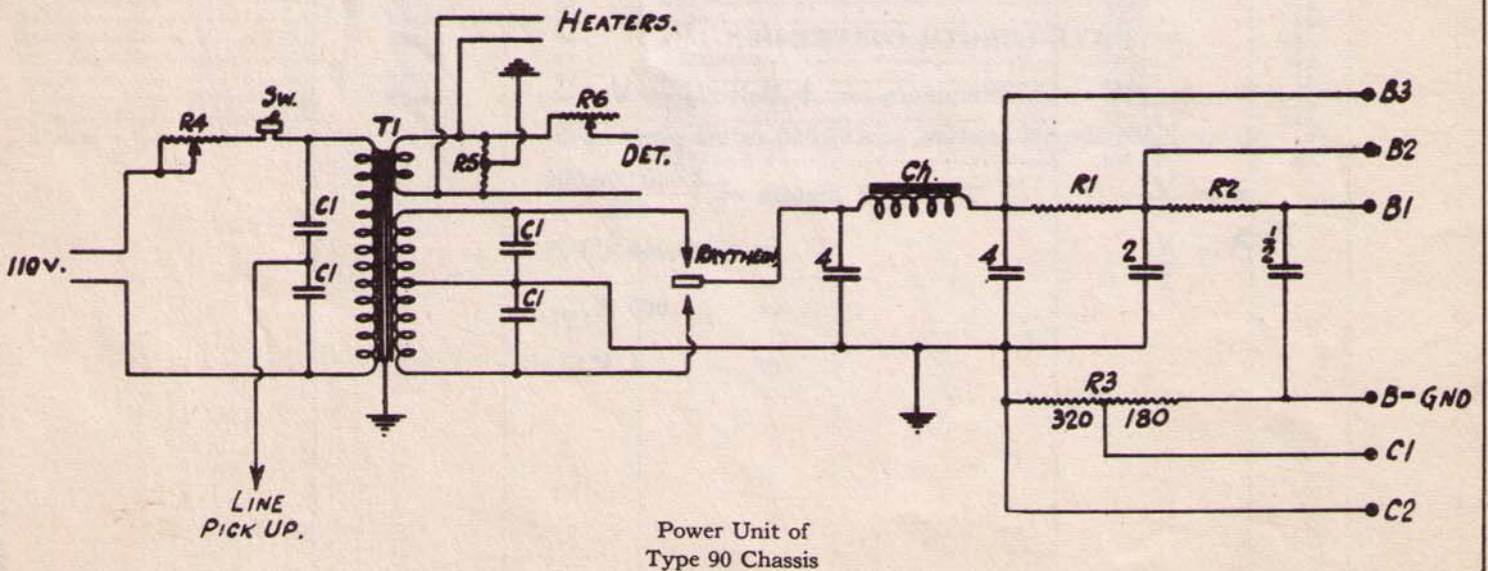 HEATERS.
Sw.
R4
T1
R6
R5
DET.
C1
C1
110 V.
LINE
PICK UP.
C1
C1
RAYTHEON
Ch.
4
4
R1
2
R2
1/2
B3
B2
B1
R3
320 180
B- GND
C1
C2
Power Unit of
Type 90 Chassis